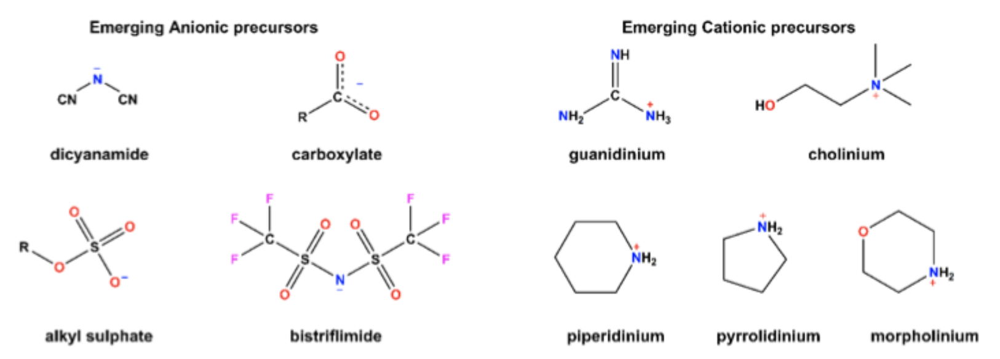 Emerging Anionic precursors
Emerging Cationic precursors
N
−
CN
CN
dicyanamide
O
−
C
R
O
carboxylate
NH
C
+
NH2
NH3
guanidinium
HO
N
+
cholinium
O
O
R
S
O
O−
alkyl sulphate
F
F
F
F
O
O
C
C
F
F
S
S
N
−
O
O
bistriflimide
+
NH2
piperidinium
+
NH2
pyrrolidinium
O
NH2
+
morpholinium